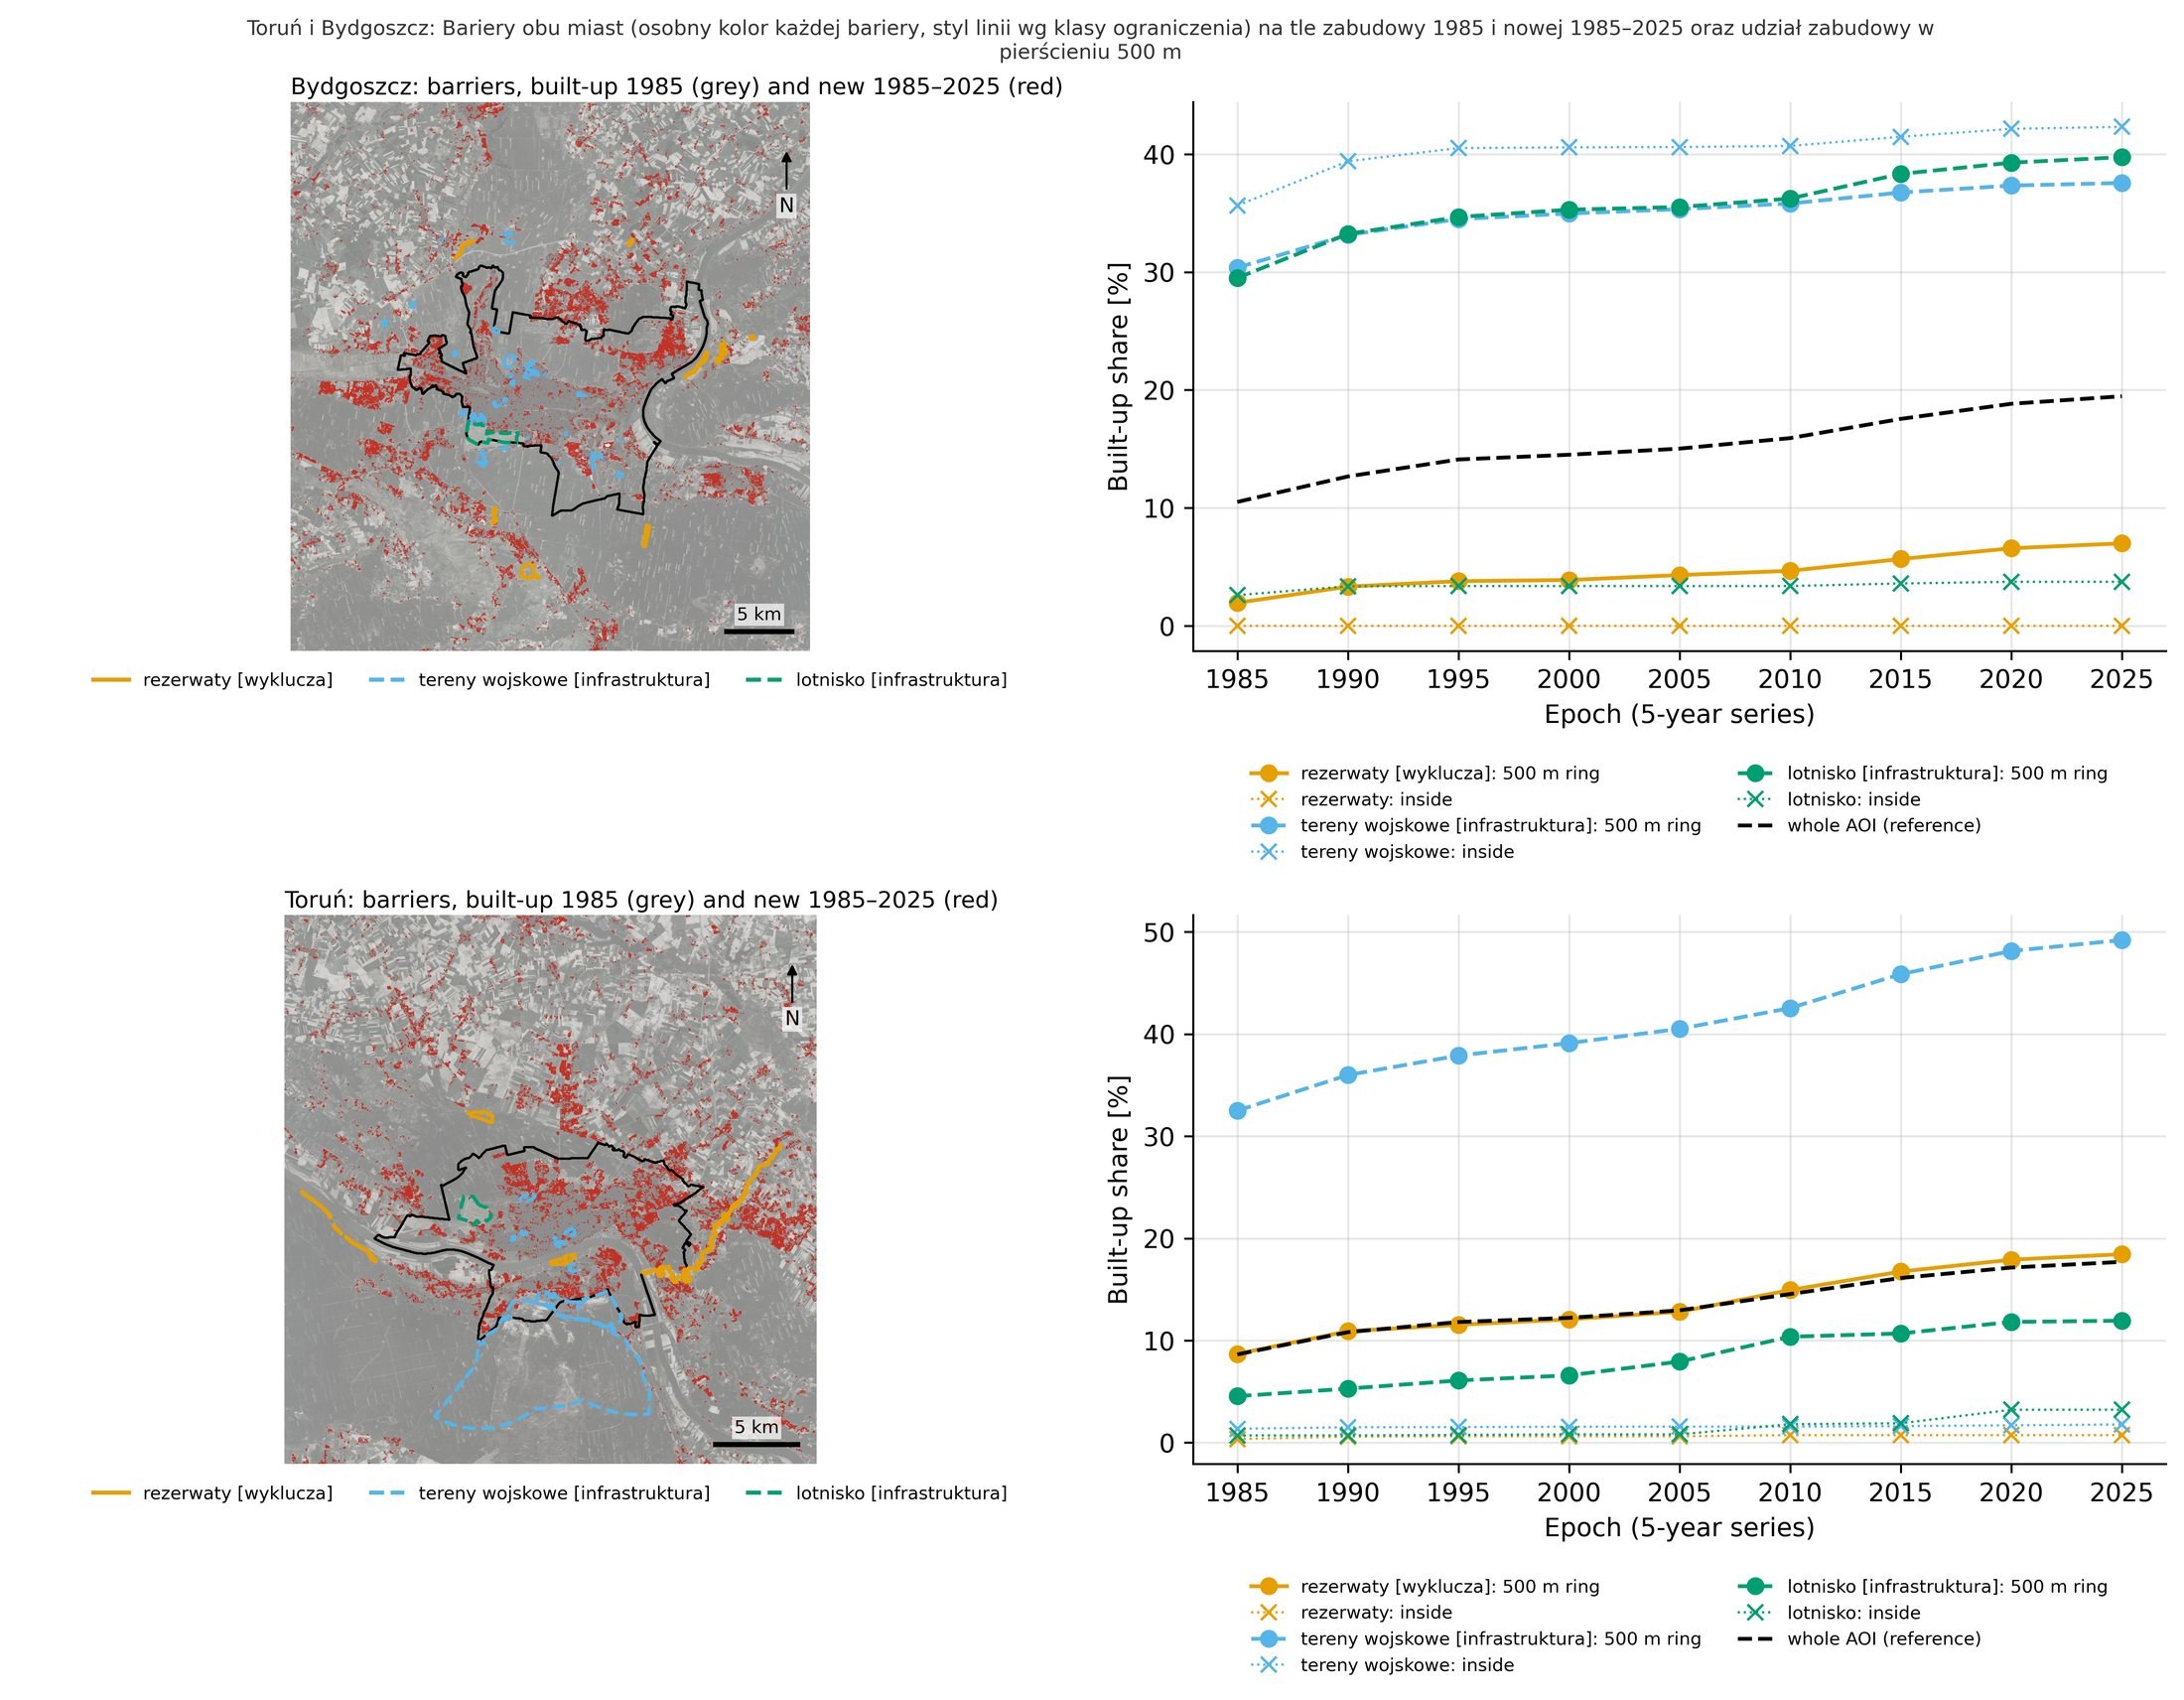 Toruń i Bydgoszcz: Bariery obu miast (osobny kolor każdej bariery, styl linii wg klasy ograniczenia) na tle zabudowy 1985 i nowej 1985–2025 oraz udział zabudowy w
pierścieniu 500 m
Bydgoszcz: barriers, built-up 1985 (grey) and new 1985–2025 (red)
N
5 km
rezerwaty [wyklucza]
tereny wojskowe [infrastruktura]
lotnisko [infrastruktura]
Built-up share [%]
40
30
20
10
0
1985 1990 1995 2000 2005 2010 2015 2020 2025
Epoch (5-year series)
rezerwaty [wyklucza]: 500 m ring
rezerwaty: inside
tereny wojskowe [infrastruktura]: 500 m ring
tereny wojskowe: inside
lotnisko [infrastruktura]: 500 m ring
lotnisko: inside
whole AOI (reference)
Toruń: barriers, built-up 1985 (grey) and new 1985–2025 (red)
N
5 km
rezerwaty [wyklucza]
tereny wojskowe [infrastruktura]
lotnisko [infrastruktura]
Built-up share [%]
50
40
30
20
10
0
1985 1990 1995 2000 2005 2010 2015 2020 2025
Epoch (5-year series)
rezerwaty [wyklucza]: 500 m ring
rezerwaty: inside
tereny wojskowe [infrastruktura]: 500 m ring
tereny wojskowe: inside
lotnisko [infrastruktura]: 500 m ring
lotnisko: inside
whole AOI (reference)